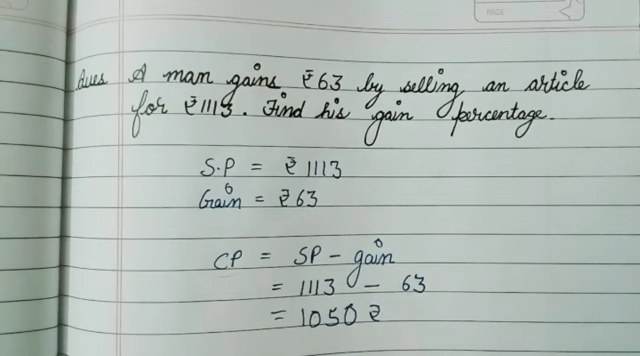 PAGE
Ques A man gains ₹63 by selling an article
for ₹1113. Find his gain percentage.
S.P = ₹1113
Gain = ₹63
CP = SP - gain
= 1113 - 63
= 1050 ₹